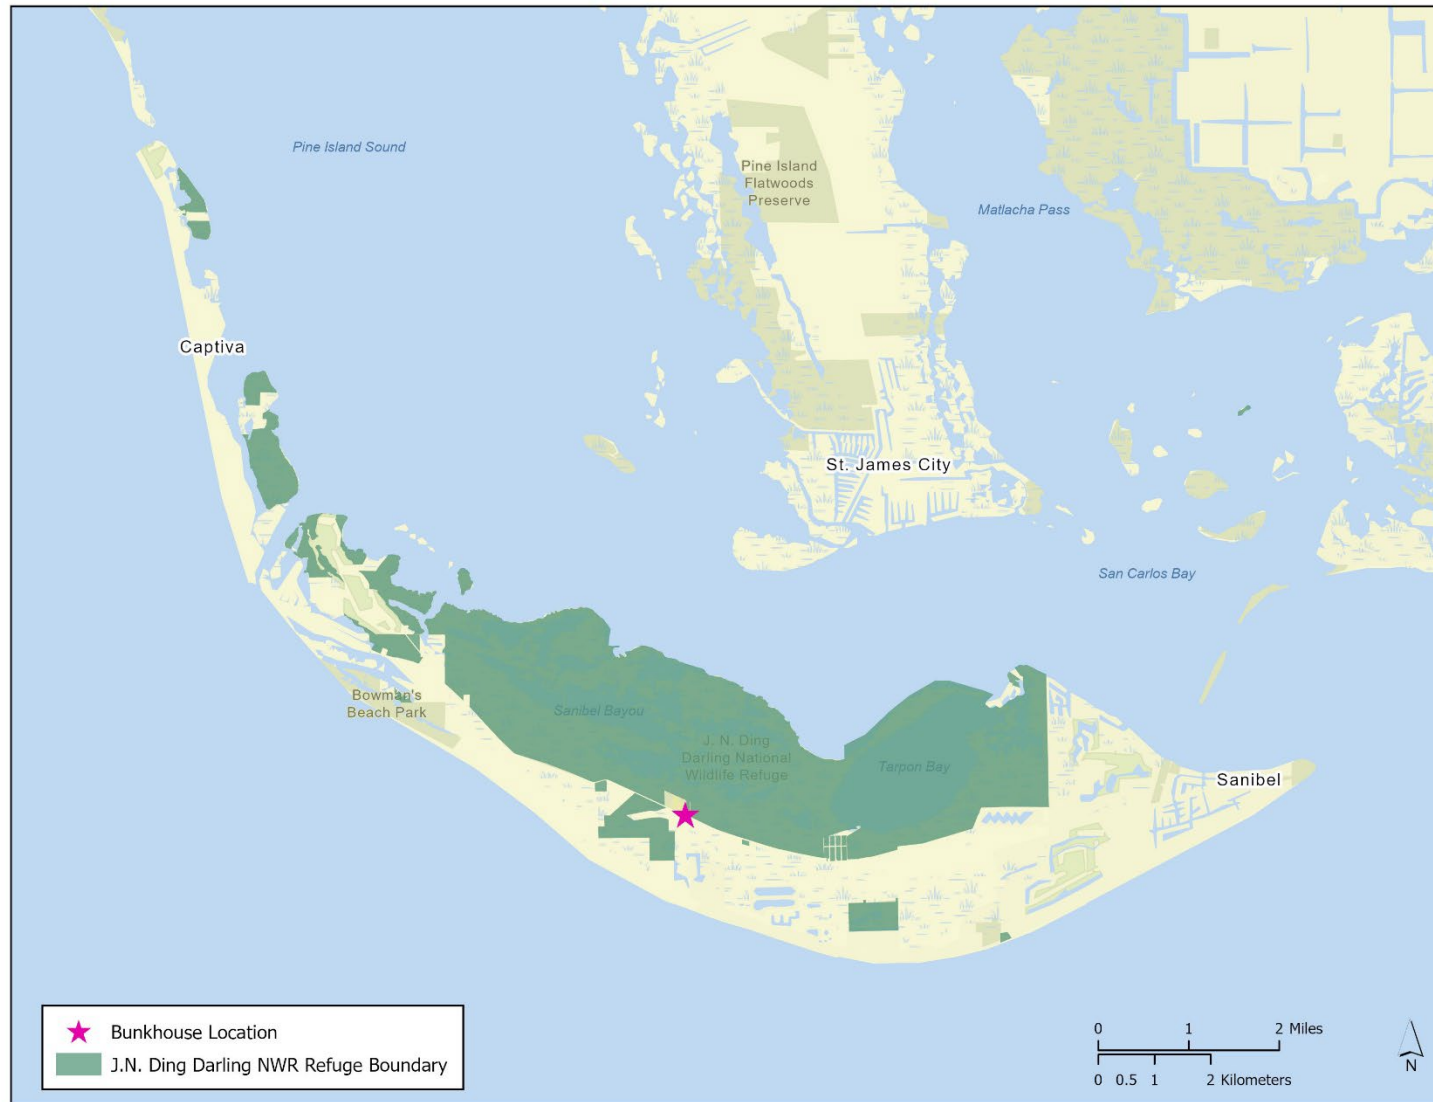 Pine Island Sound
Pine Island
Flatwoods
Preserve
Matlacha Pass
Captiva
St. James City
San Carlos Bay
Bowman's
Beach Park
Sanibel Bayou
J. N. Ding
Darling National
Wildlife Refuge
Tarpon Bay
Sanibel
Bunkhouse Location
J.N. Ding Darling NWR Refuge Boundary
0 1 2 Miles
0 0.5 1 2 Kilometers
N